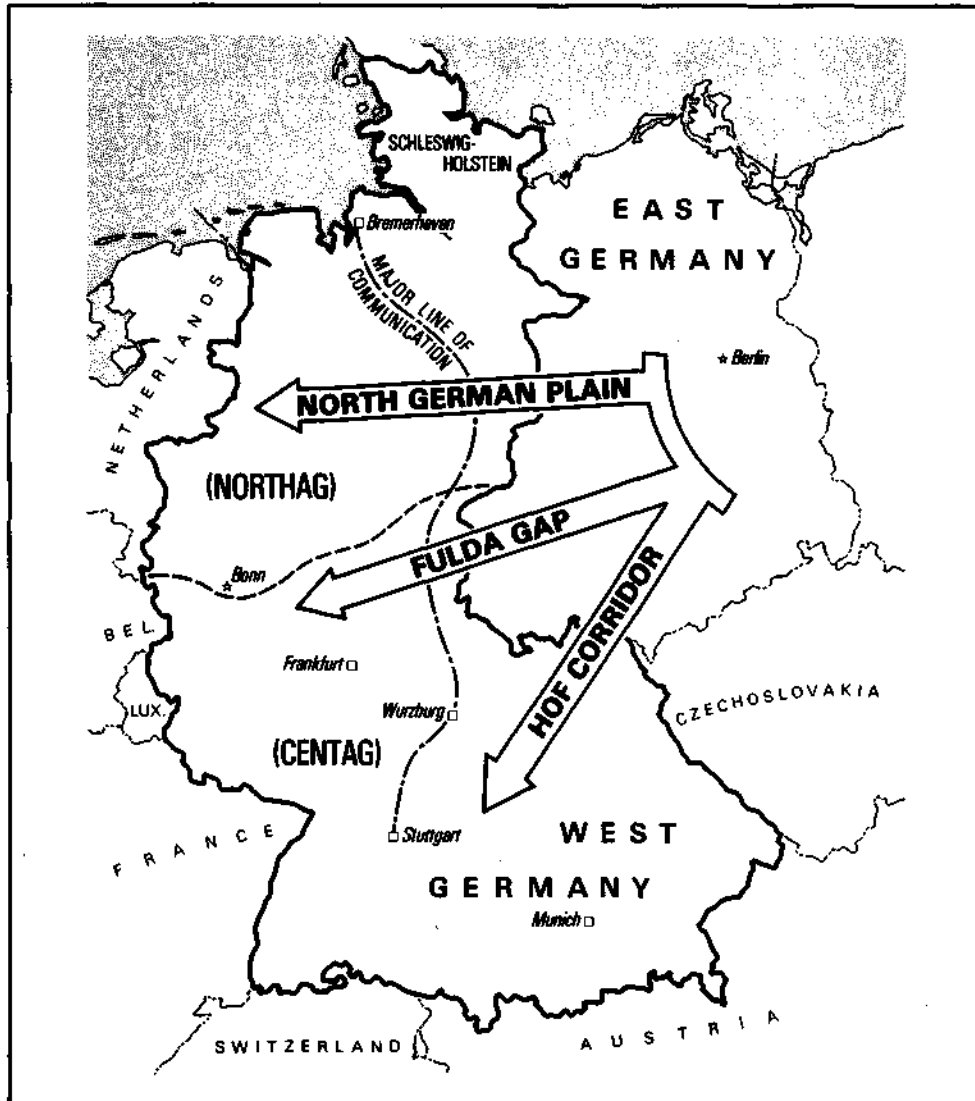 SCHLESWIG-
HOLSTEIN
Bremerhaven
EAST
GERMANY
MAJOR LINE OF
COMMUNICATION
NETHERLANDS
Berlin
NORTH GERMAN PLAIN
(NORTHAG)
FULDA GAP
Bonn
HOF CORRIDOR
BEL.
Frankfurt
LUX.
Wurzburg
CZECHOSLOVAKIA
(CENTAG)
FRANCE
Stuttgart
WEST
GERMANY
Munich
SWITZERLAND
AUSTRIA